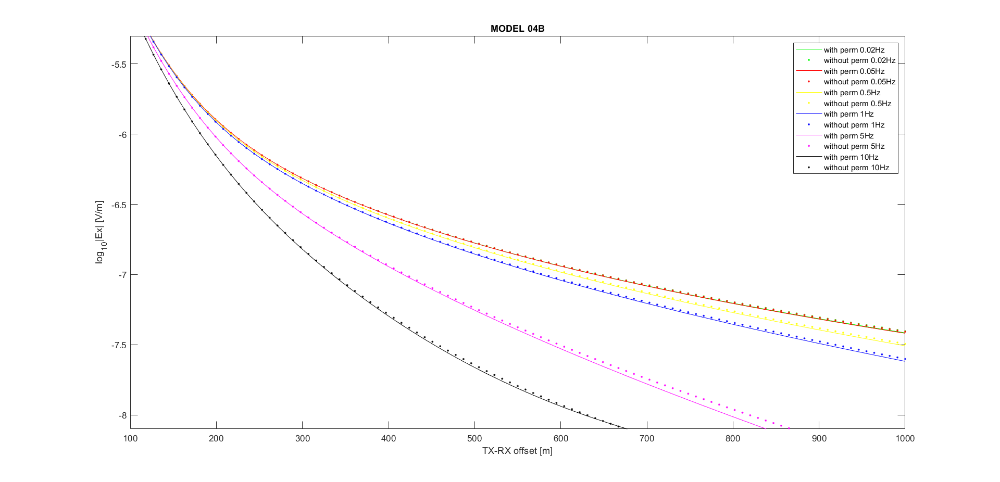 MODEL 04B
with perm 0.02Hz
without perm 0.02Hz
with perm 0.05Hz
without perm 0.05Hz
with perm 0.5Hz
without perm 0.5Hz
with perm 1Hz
without perm 1Hz
with perm 5Hz
without perm 5Hz
with perm 10Hz
without perm 10Hz
-5.5
-6
-6.5
-7
-7.5
-8
log10|Ex| [V/m]
100 200 300 400 500 600 700 800 900 1000
TX-RX offset [m]